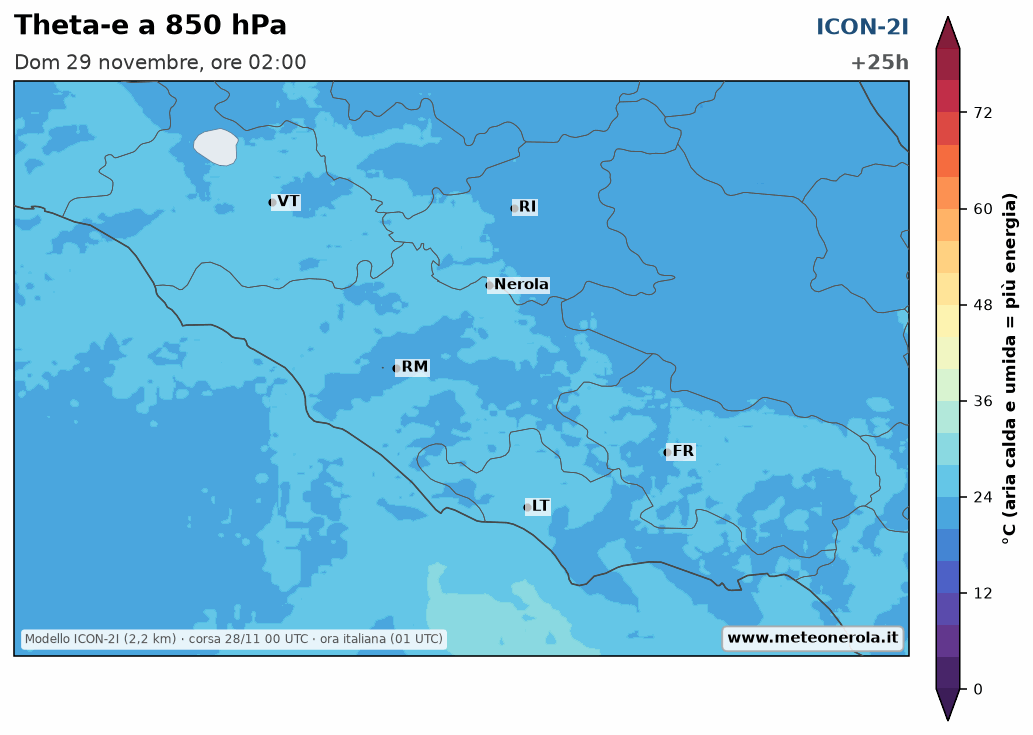 Theta-e a 850 hPa
ICON-2I
Dom 29 novembre, ore 02:00
+25h
VT
RI
Nerola
RM
FR
LT
Modello ICON-2I (2,2 km) · corsa 28/11 00 UTC · ora italiana (01 UTC)
www.meteonerola.it
72
60
48
36
24
12
0
°C (aria calda e umida = più energia)